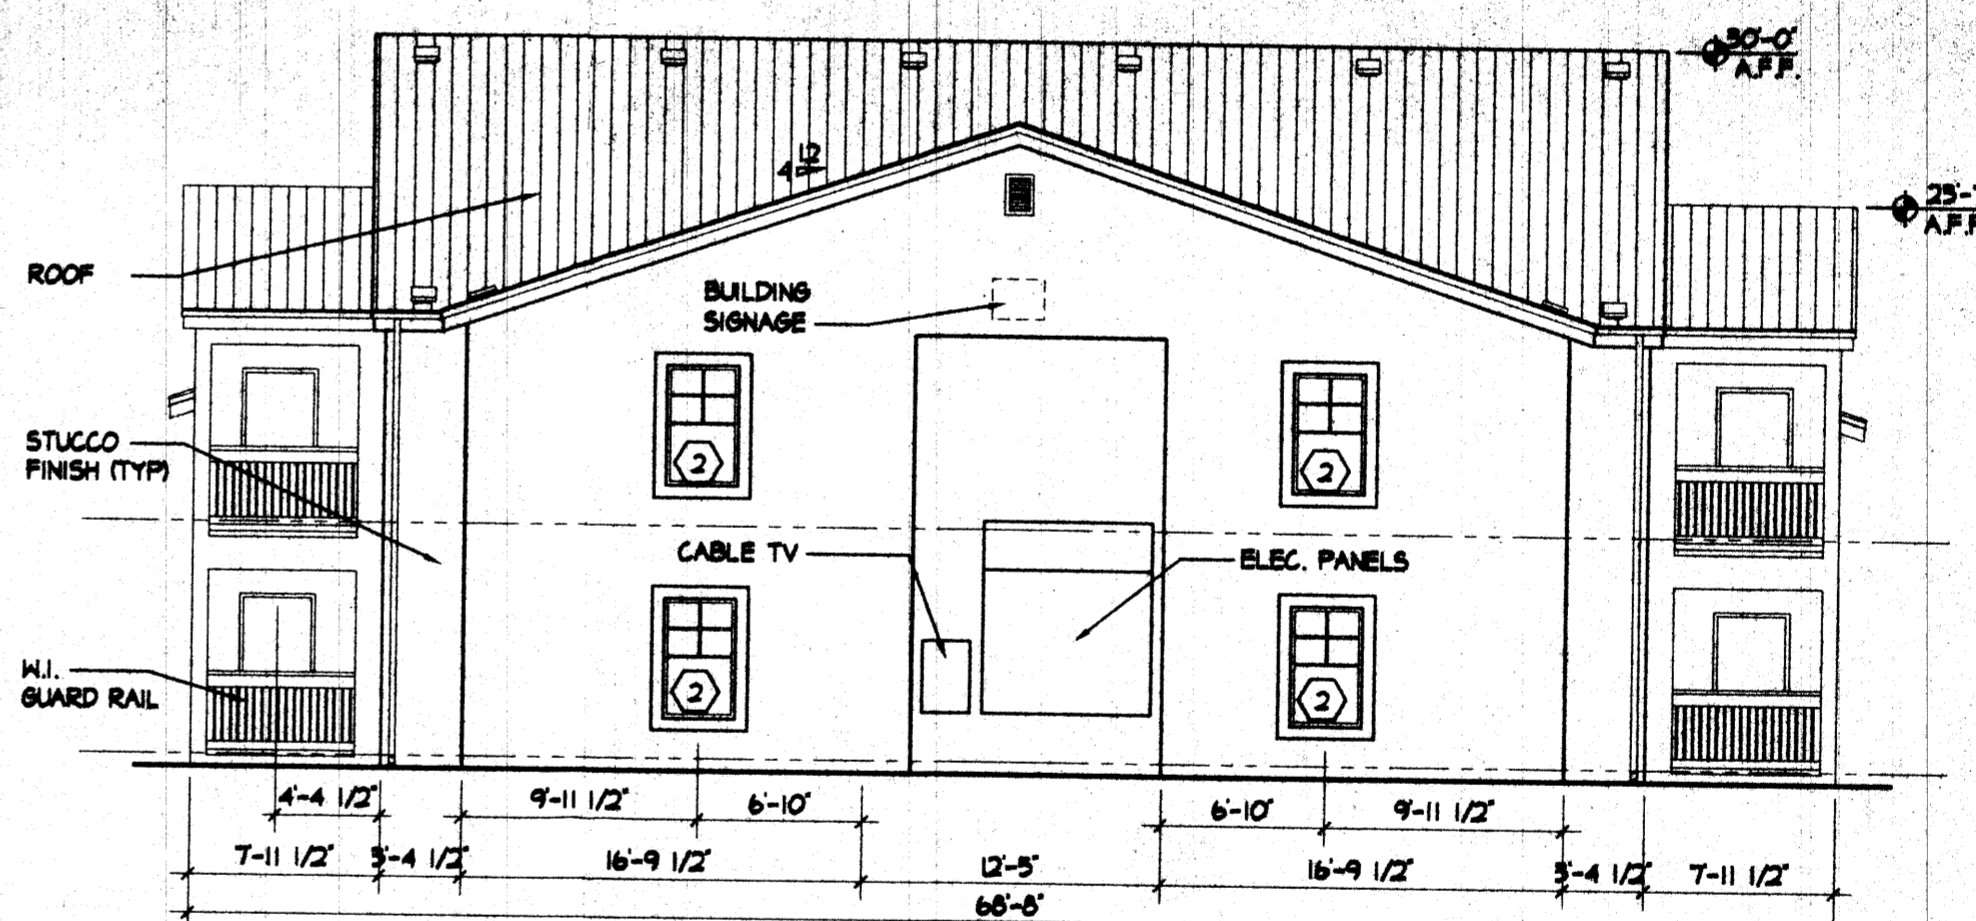 30'-0"
A.F.F.
12
4
23'-
A.F.F
ROOF
BUILDING
SIGNAGE
STUCCO
FINISH (TYP)
2
2
CABLE TV
ELEC. PANELS
W.I.
GUARD RAIL
2
2
4'-4 1/2"
9'-11 1/2"
6'-10"
6'-10"
9'-11 1/2"
7'-11 1/2"
3'-4 1/2"
16'-9 1/2"
12'-5"
16'-9 1/2"
3'-4 1/2"
7'-11 1/2"
68'-8"